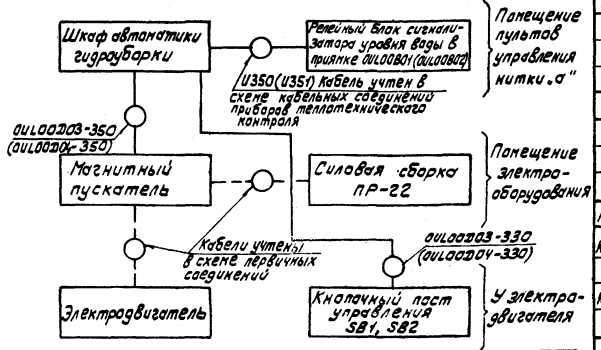 Шкаф автоматики
гидроуборки
Релейный блок сигнали-
затора уровня воды в
приямке 0UL00B01 (0UL00B02)
Помещение
пультов
управления
нитки „а“
U350 (U351) Кабель учтен в
схеме кабельных соединений
приборов теплотехнического
контроля
0UL00D03-350
(0UL00D04-350)
Магнитный
пускатель
Силовая сборка
ПР-22
Помещение
электро-
оборудования
Кабели учтены
в схеме первичных
соединений
0UL00D03-330
(0UL00D04-330)
Электродвигатель
Кнопочный пост
управления
SB1, SB2
У электро-
двигателя